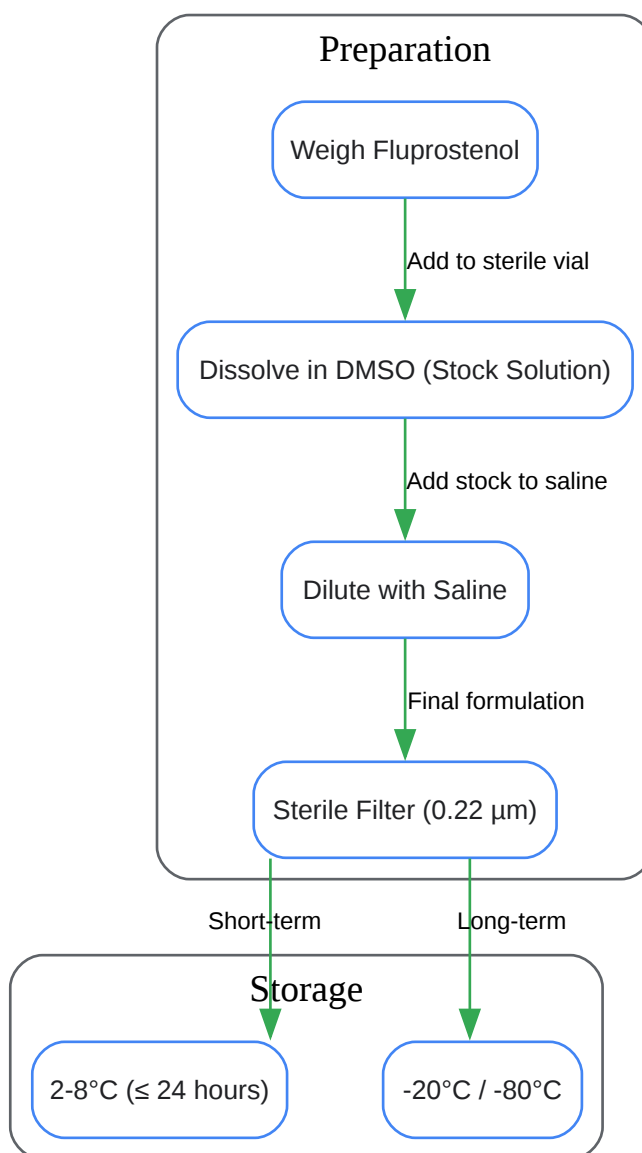 Preparation
Weigh Fluprostenol
Add to sterile vial
Dissolve in DMSO (Stock Solution)
Add stock to saline
Dilute with Saline
Final formulation
Sterile Filter (0.22 µm)
Short-term
Long-term
Storage
2-8°C (≤ 24 hours)
-20°C / -80°C